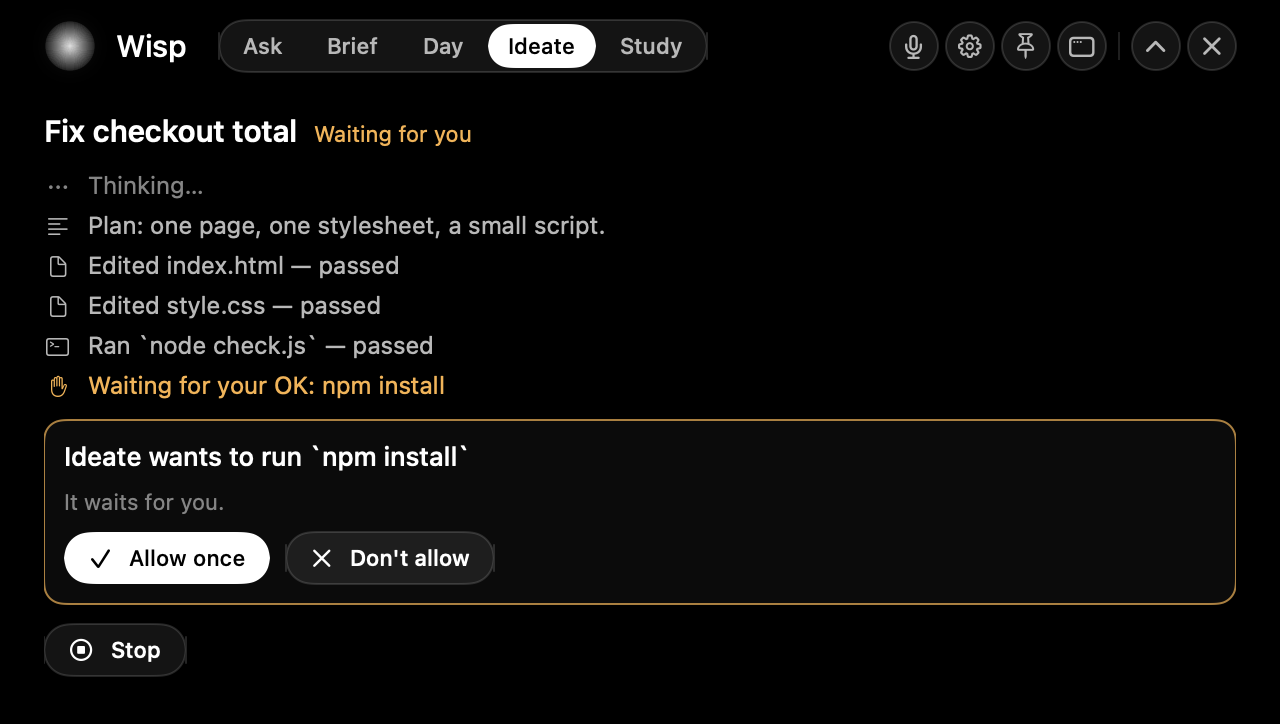 Wisp
Ask Brief Day Ideate Study
Fix checkout total Waiting for you
Thinking…
Plan: one page, one stylesheet, a small script.
Edited index.html — passed
Edited style.css — passed
Ran `node check.js` — passed
Waiting for your OK: npm install
Ideate wants to run `npm install`
It waits for you.
Allow once Don't allow
Stop